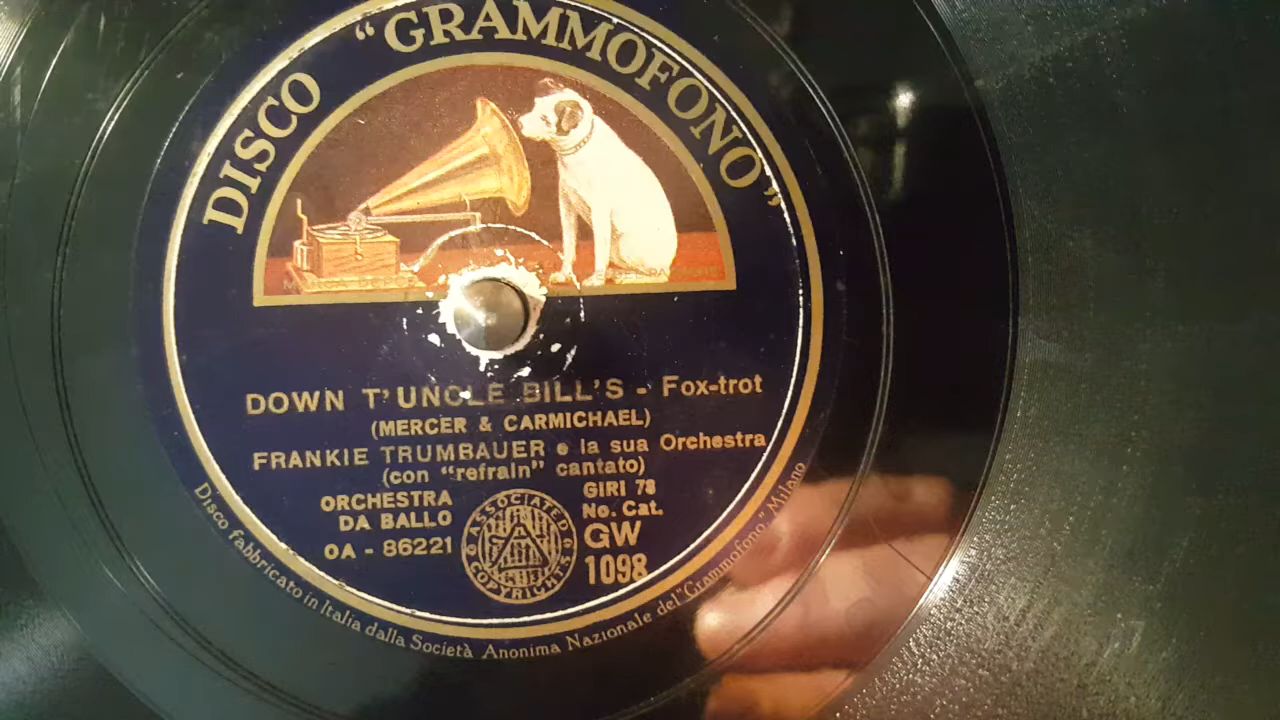 DISCO "GRAMMOFONO"
DOWN T'UNCLE BILL'S - Fox-trot
(MERCER & CARMICHAEL)
FRANKIE TRUMBAUER e la sua Orchestra
(con "refrain" cantato)
ORCHESTRA
DA BALLO
OA - 86221
ASSOCIATED
COPYRIGHTS
GIRI 78
No. Cat.
GW
1098
Disco fabbricato in Italia dalla Società Anonima Nazionale del "Grammofono," Milano